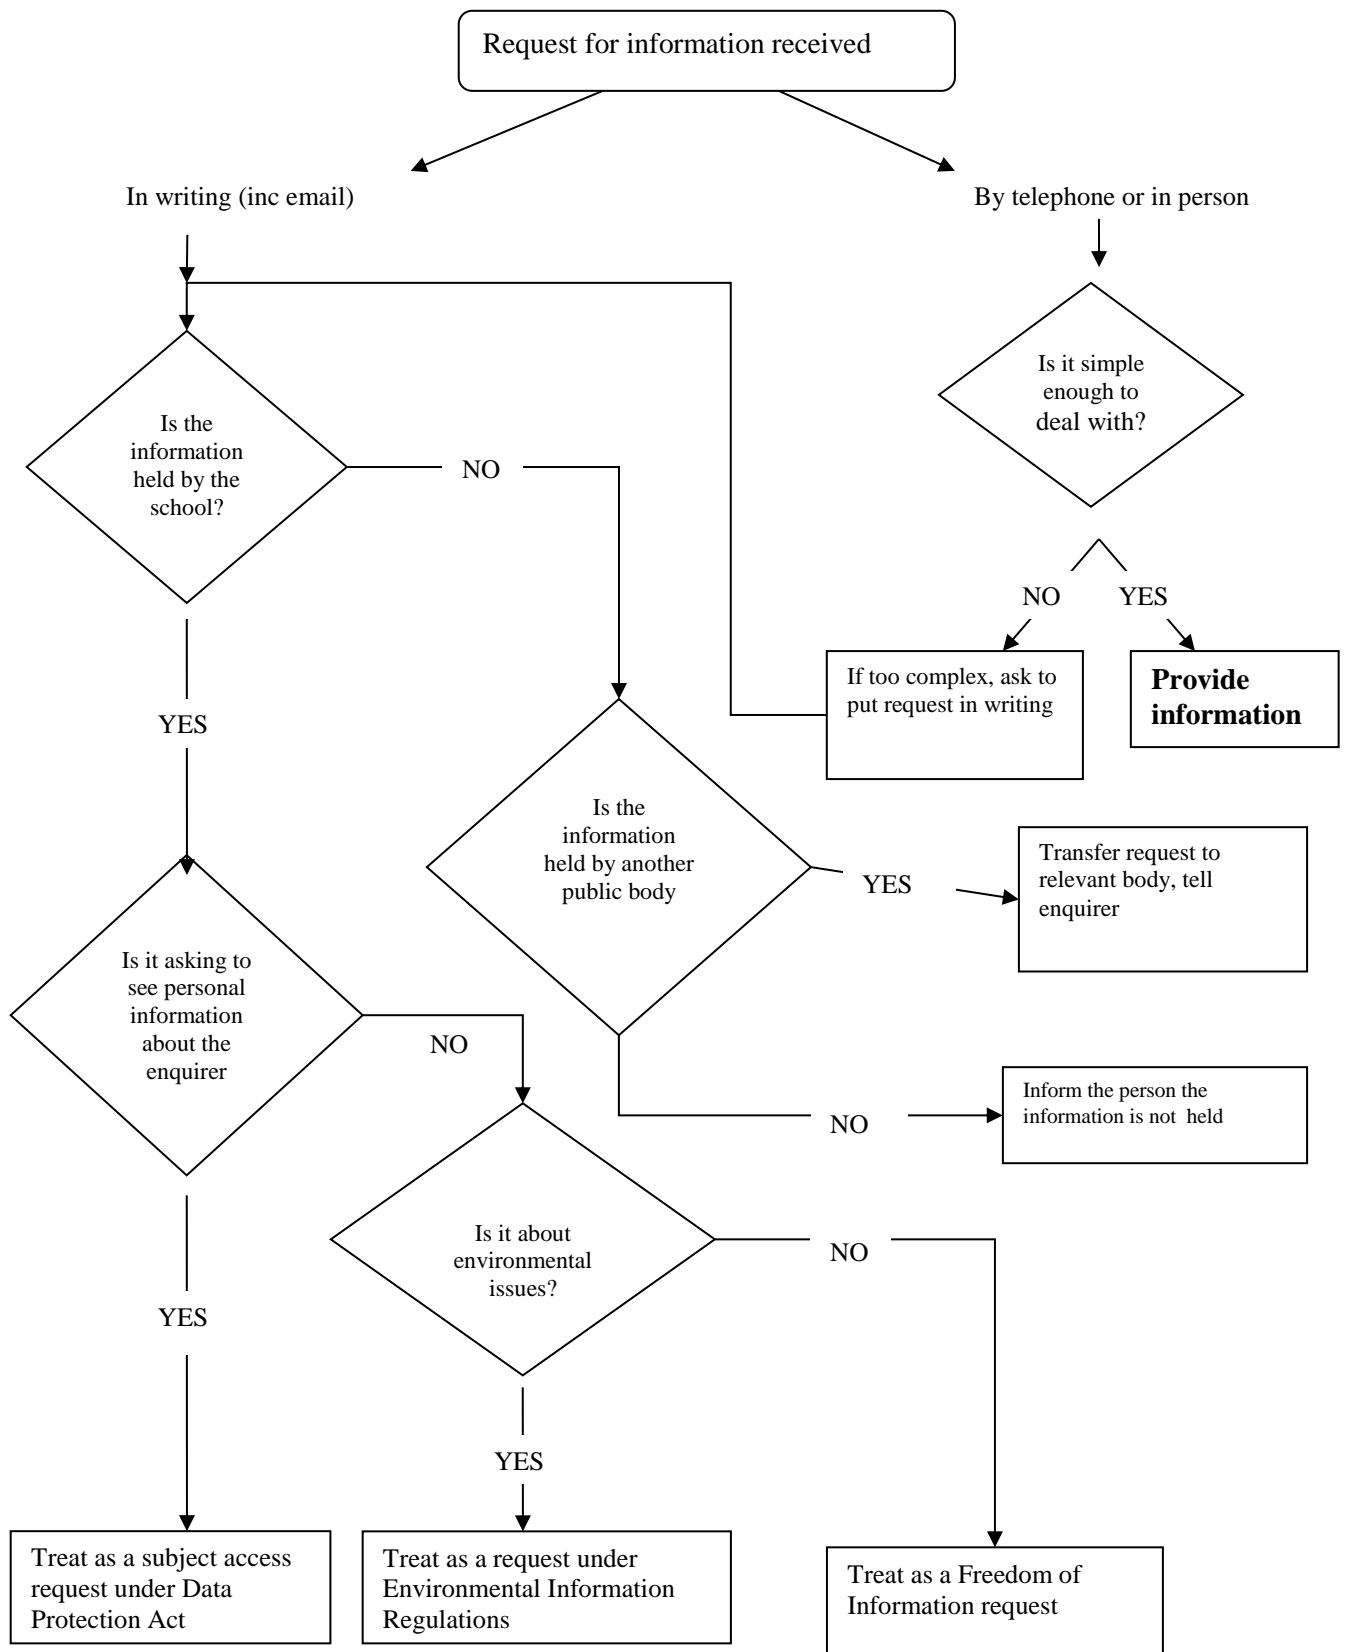 Request for information received
In writing (inc email)
By telephone or in person
Is it simple
enough to
deal with?
Is the
information
held by the
school?
NO
NO
YES
If too complex, ask to
put request in writing
Provide
information
YES
Is the
information
held by another
public body
YES
Transfer request to
relevant body, tell
enquirer
Is it asking to
see personal
information
about the
enquirer
NO
Inform the person the
information is not  held
NO
Is it about
environmental
issues?
NO
YES
YES
Treat as a subject access
request under Data
Protection Act
Treat as a request under
Environmental Information
Regulations
Treat as a Freedom of
Information request